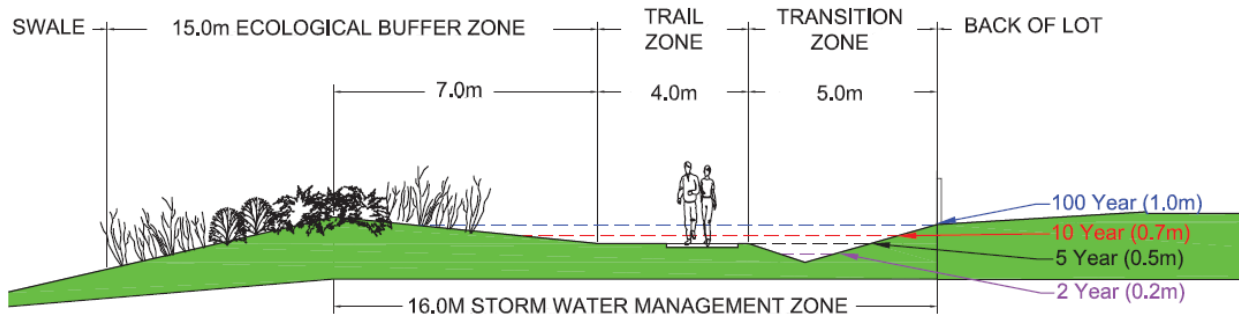 SWALE
15.0m ECOLOGICAL BUFFER ZONE
TRAIL
ZONE
TRANSITION
ZONE
BACK OF LOT
7.0m
4.0m
5.0m
100 Year (1.0m)
10 Year (0.7m)
5 Year (0.5m)
2 Year (0.2m)
16.0M STORM WATER MANAGEMENT ZONE